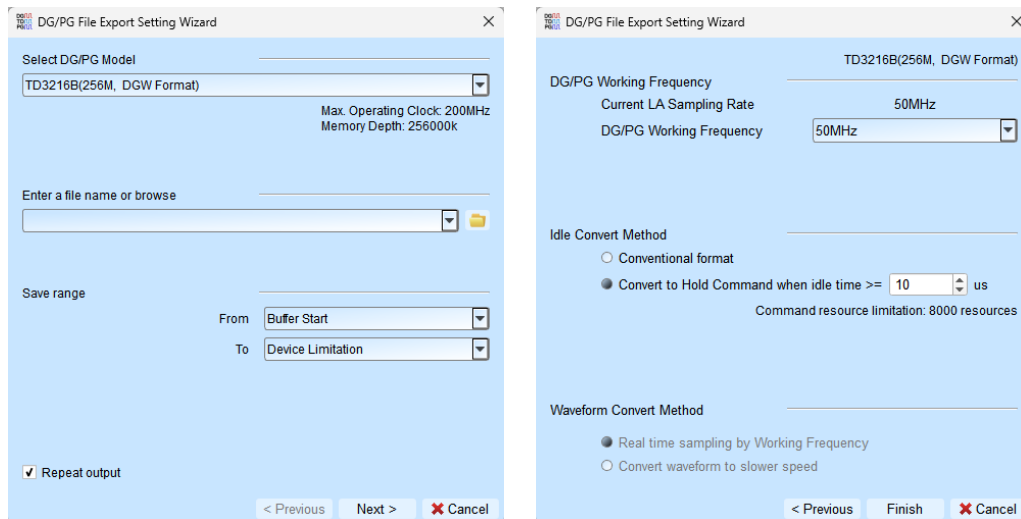 DG/PG File Export Setting Wizard
Select DG/PG Model
TD3216B(256M, DGW Format)
Max. Operating Clock: 200MHz
Memory Depth: 256000k
Enter a file name or browse
Save range
From Buffer Start
To Device Limitation
Repeat output
< Previous Next > Cancel
DG/PG File Export Setting Wizard
TD3216B(256M, DGW Format)
DG/PG Working Frequency
Current LA Sampling Rate 50MHz
DG/PG Working Frequency 50MHz
Idle Convert Method
Conventional format
Convert to Hold Command when idle time >= 10 us
Command resource limitation: 8000 resources
Waveform Convert Method
Real time sampling by Working Frequency
Convert waveform to slower speed
< Previous Finish Cancel